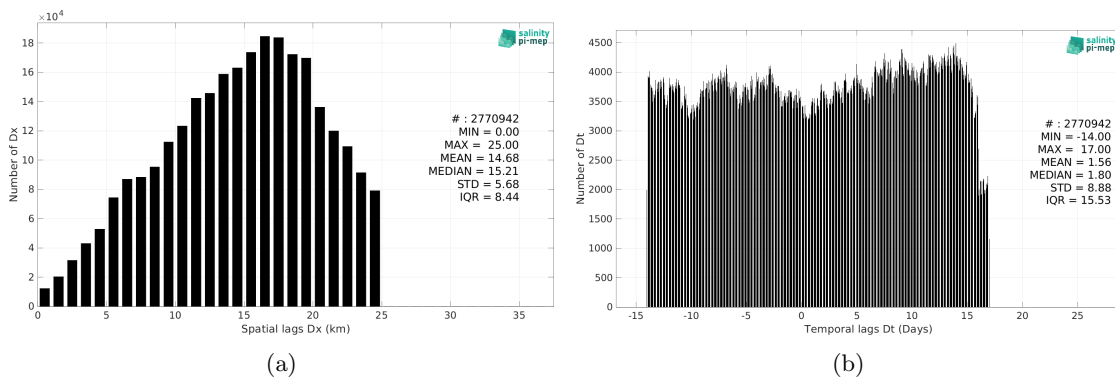 ×10⁴
18
16
14
12
10
8
6
4
2
0
Number of Dx
0
5
10
15
20
25
30
35
Spatial lags Dx (km)
salinity
pi-mep
# : 2770942
MIN = 0.00
MAX = 25.00
MEAN = 14.68
MEDIAN = 15.21
STD = 5.68
IQR = 8.44
(a)
4500
4000
3500
3000
2500
2000
1500
1000
500
0
Number of Dt
-15
-10
-5
0
5
10
15
20
25
Temporal lags Dt (Days)
salinity
pi-mep
# : 2770942
MIN = -14.00
MAX = 17.00
MEAN = 1.56
MEDIAN = 1.80
STD = 8.88
IQR = 15.53
(b)